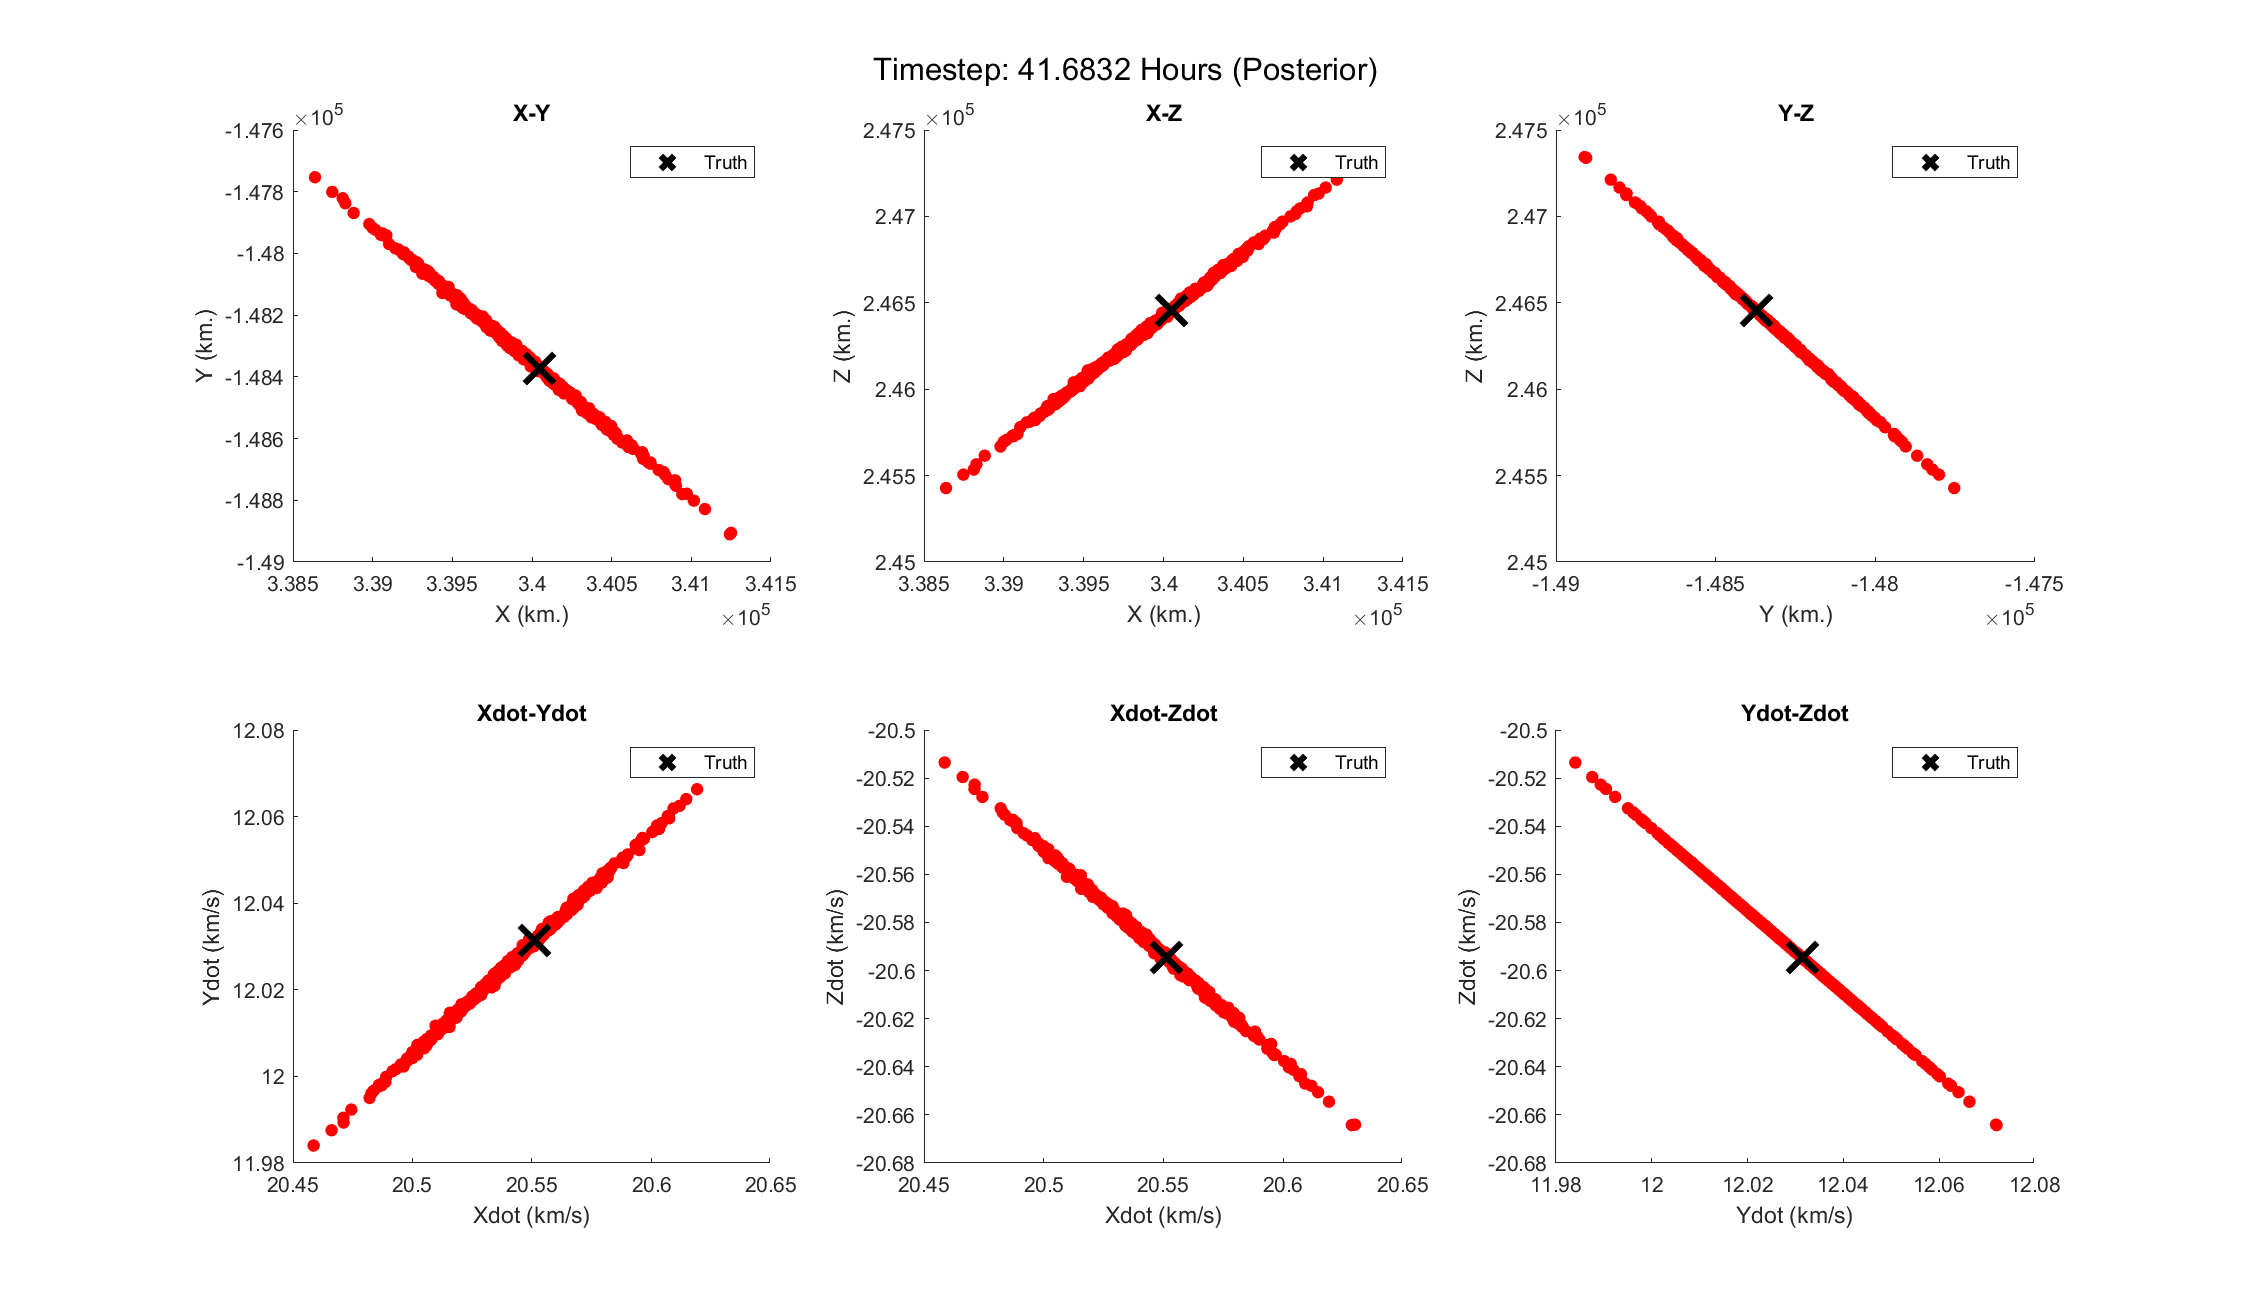 Timestep: 41.6832 Hours (Posterior)
X-Y
×10^5
-1.476
-1.478
-1.48
-1.482
-1.484
-1.486
-1.488
-1.49
Y (km.)
Truth
3.385 3.39 3.395 3.4 3.405 3.41 3.415
X (km.)
×10^5
X-Z
×10^5
2.475
2.47
2.465
2.46
2.455
2.45
Z (km.)
Truth
3.385 3.39 3.395 3.4 3.405 3.41 3.415
X (km.)
×10^5
Y-Z
×10^5
2.475
2.47
2.465
2.46
2.455
2.45
Z (km.)
Truth
-1.49 -1.485 -1.48 -1.475
Y (km.)
×10^5
Xdot-Ydot
12.08
12.06
12.04
12.02
12
11.98
Ydot (km/s)
Truth
20.45 20.5 20.55 20.6 20.65
Xdot (km/s)
Xdot-Zdot
-20.5
-20.52
-20.54
-20.56
-20.58
-20.6
-20.62
-20.64
-20.66
-20.68
Zdot (km/s)
Truth
20.45 20.5 20.55 20.6 20.65
Xdot (km/s)
Ydot-Zdot
-20.5
-20.52
-20.54
-20.56
-20.58
-20.6
-20.62
-20.64
-20.66
-20.68
Zdot (km/s)
Truth
11.98 12 12.02 12.04 12.06 12.08
Ydot (km/s)